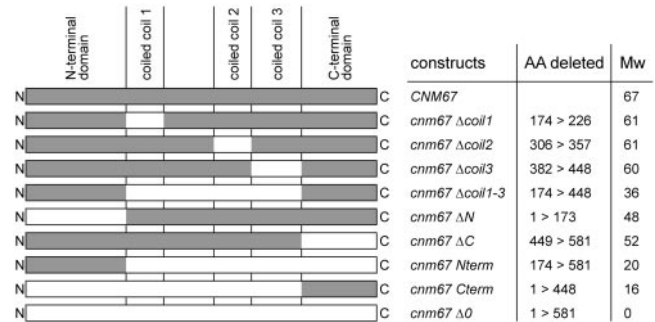 N-terminal
domain
coiled coil 1
coiled coil 2
coiled coil 3
C-terminal
domain
constructs AA deleted Mw
N C CNM67 67
N C cnm67 Δcoil1 174 > 226 61
N C cnm67 Δcoil2 306 > 357 61
N C cnm67 Δcoil3 382 > 448 60
N C cnm67 Δcoil1-3 174 > 448 36
N C cnm67 ΔN 1 > 173 48
N C cnm67 ΔC 449 > 581 52
N C cnm67 Nterm 174 > 581 20
N C cnm67 Cterm 1 > 448 16
N C cnm67 Δ0 1 > 581 0